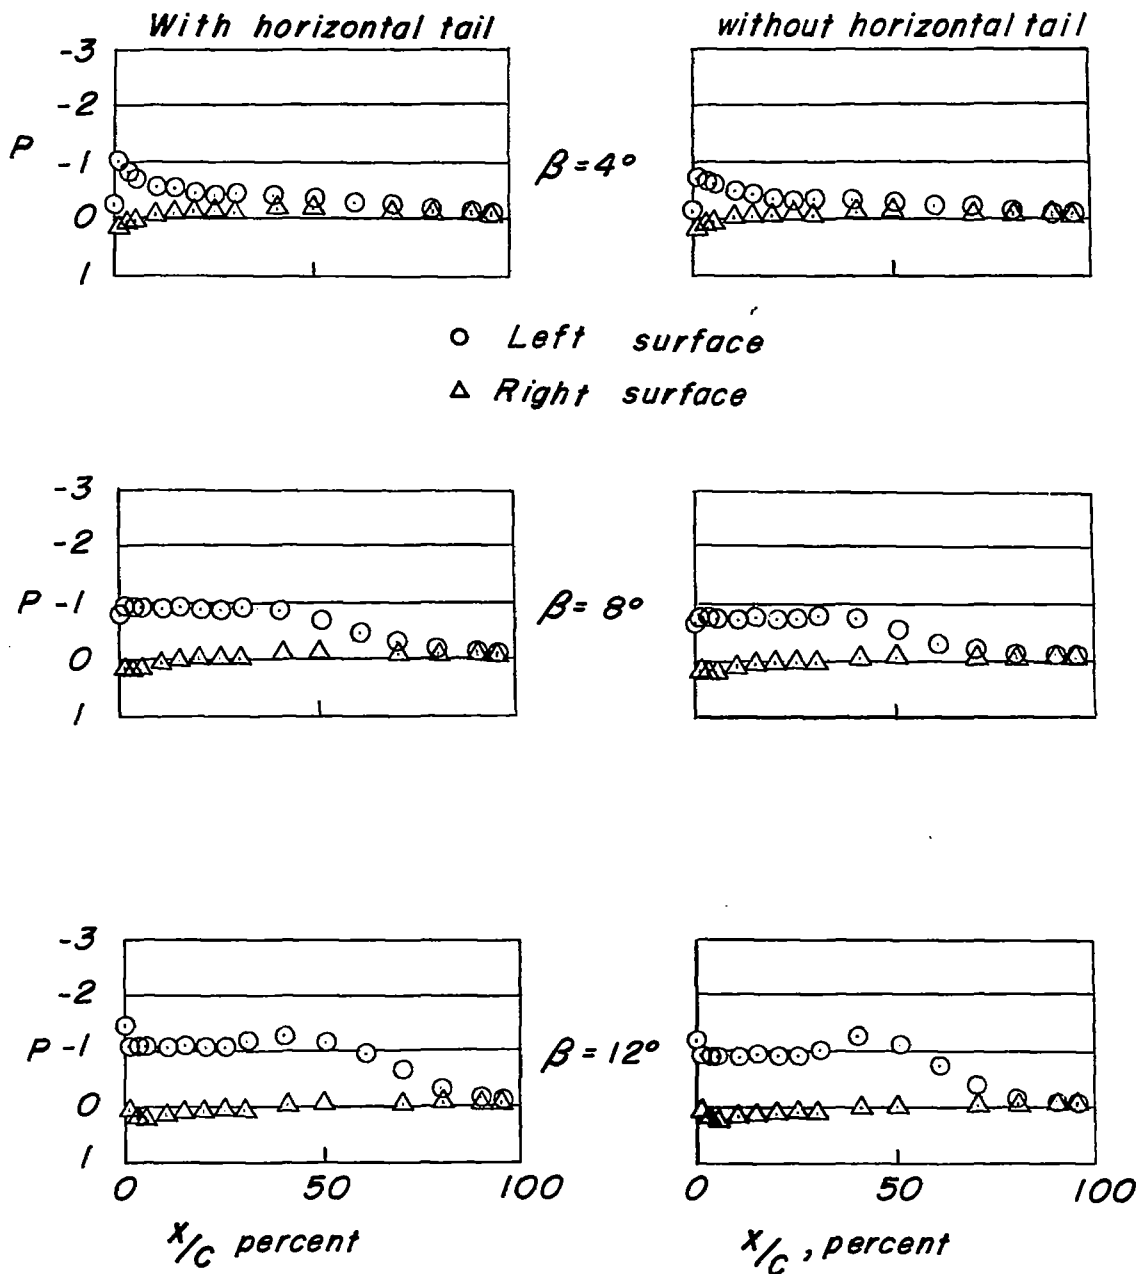 With horizontal tail
without horizontal tail
-3
-2
P -1
0
1
β=4°
Left surface
Right surface
-3
-2
P -1
0
1
β=8°
-3
-2
P -1
0
1
β=12°
0 50 100
0 50 100
x/c percent
x/c, percent